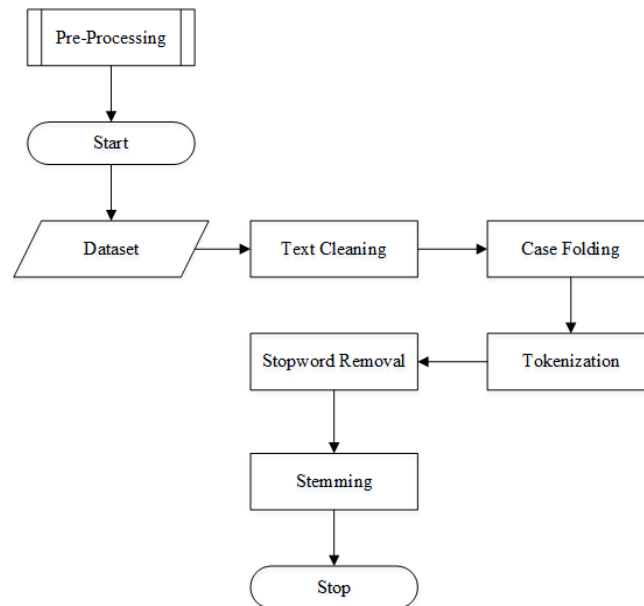 Pre-Processing
Start
Dataset
Text Cleaning
Case Folding
Tokenization
Stopword Removal
Stemming
Stop